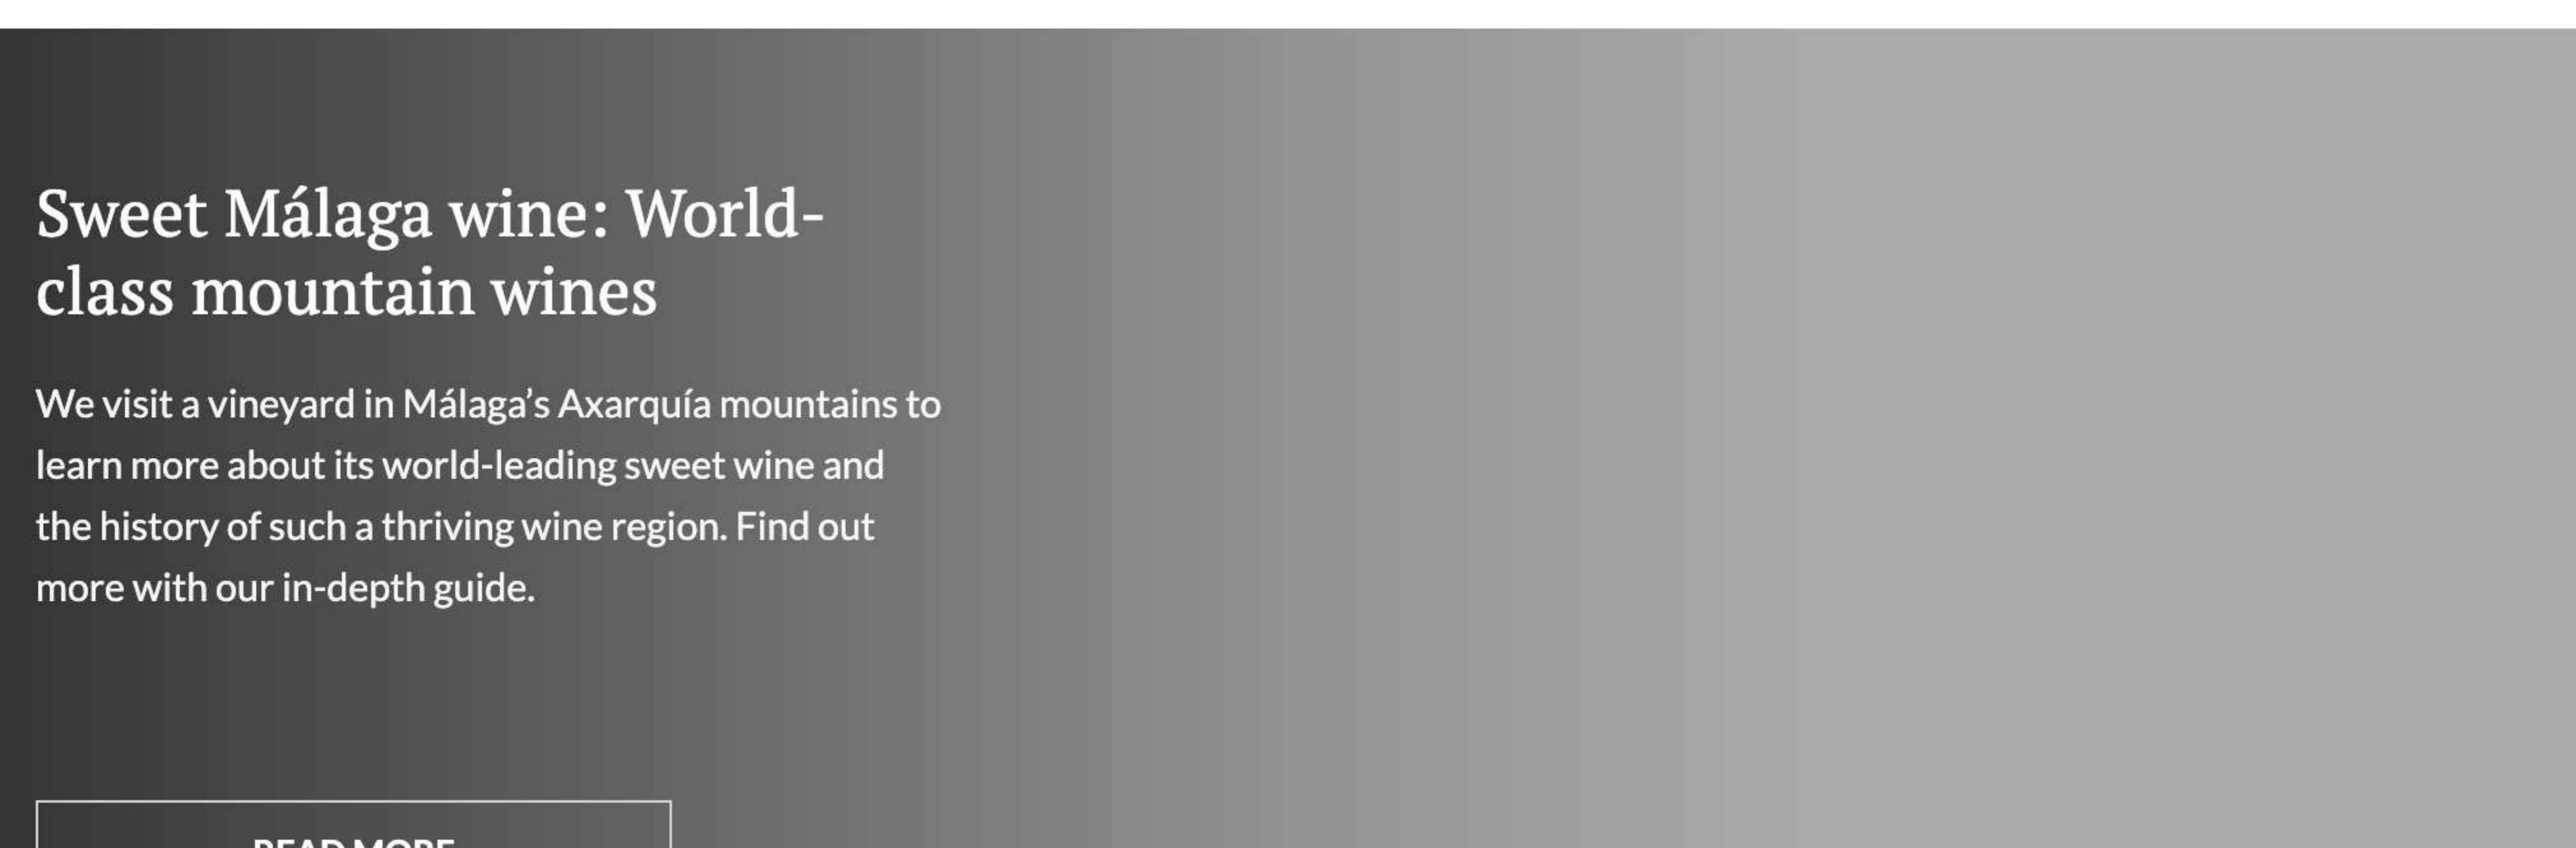 Sweet Málaga wine: World-
class mountain wines
We visit a vineyard in Málaga’s Axarquía mountains to
learn more about its world-leading sweet wine and
the history of such a thriving wine region. Find out
more with our in-depth guide.
READ MORE